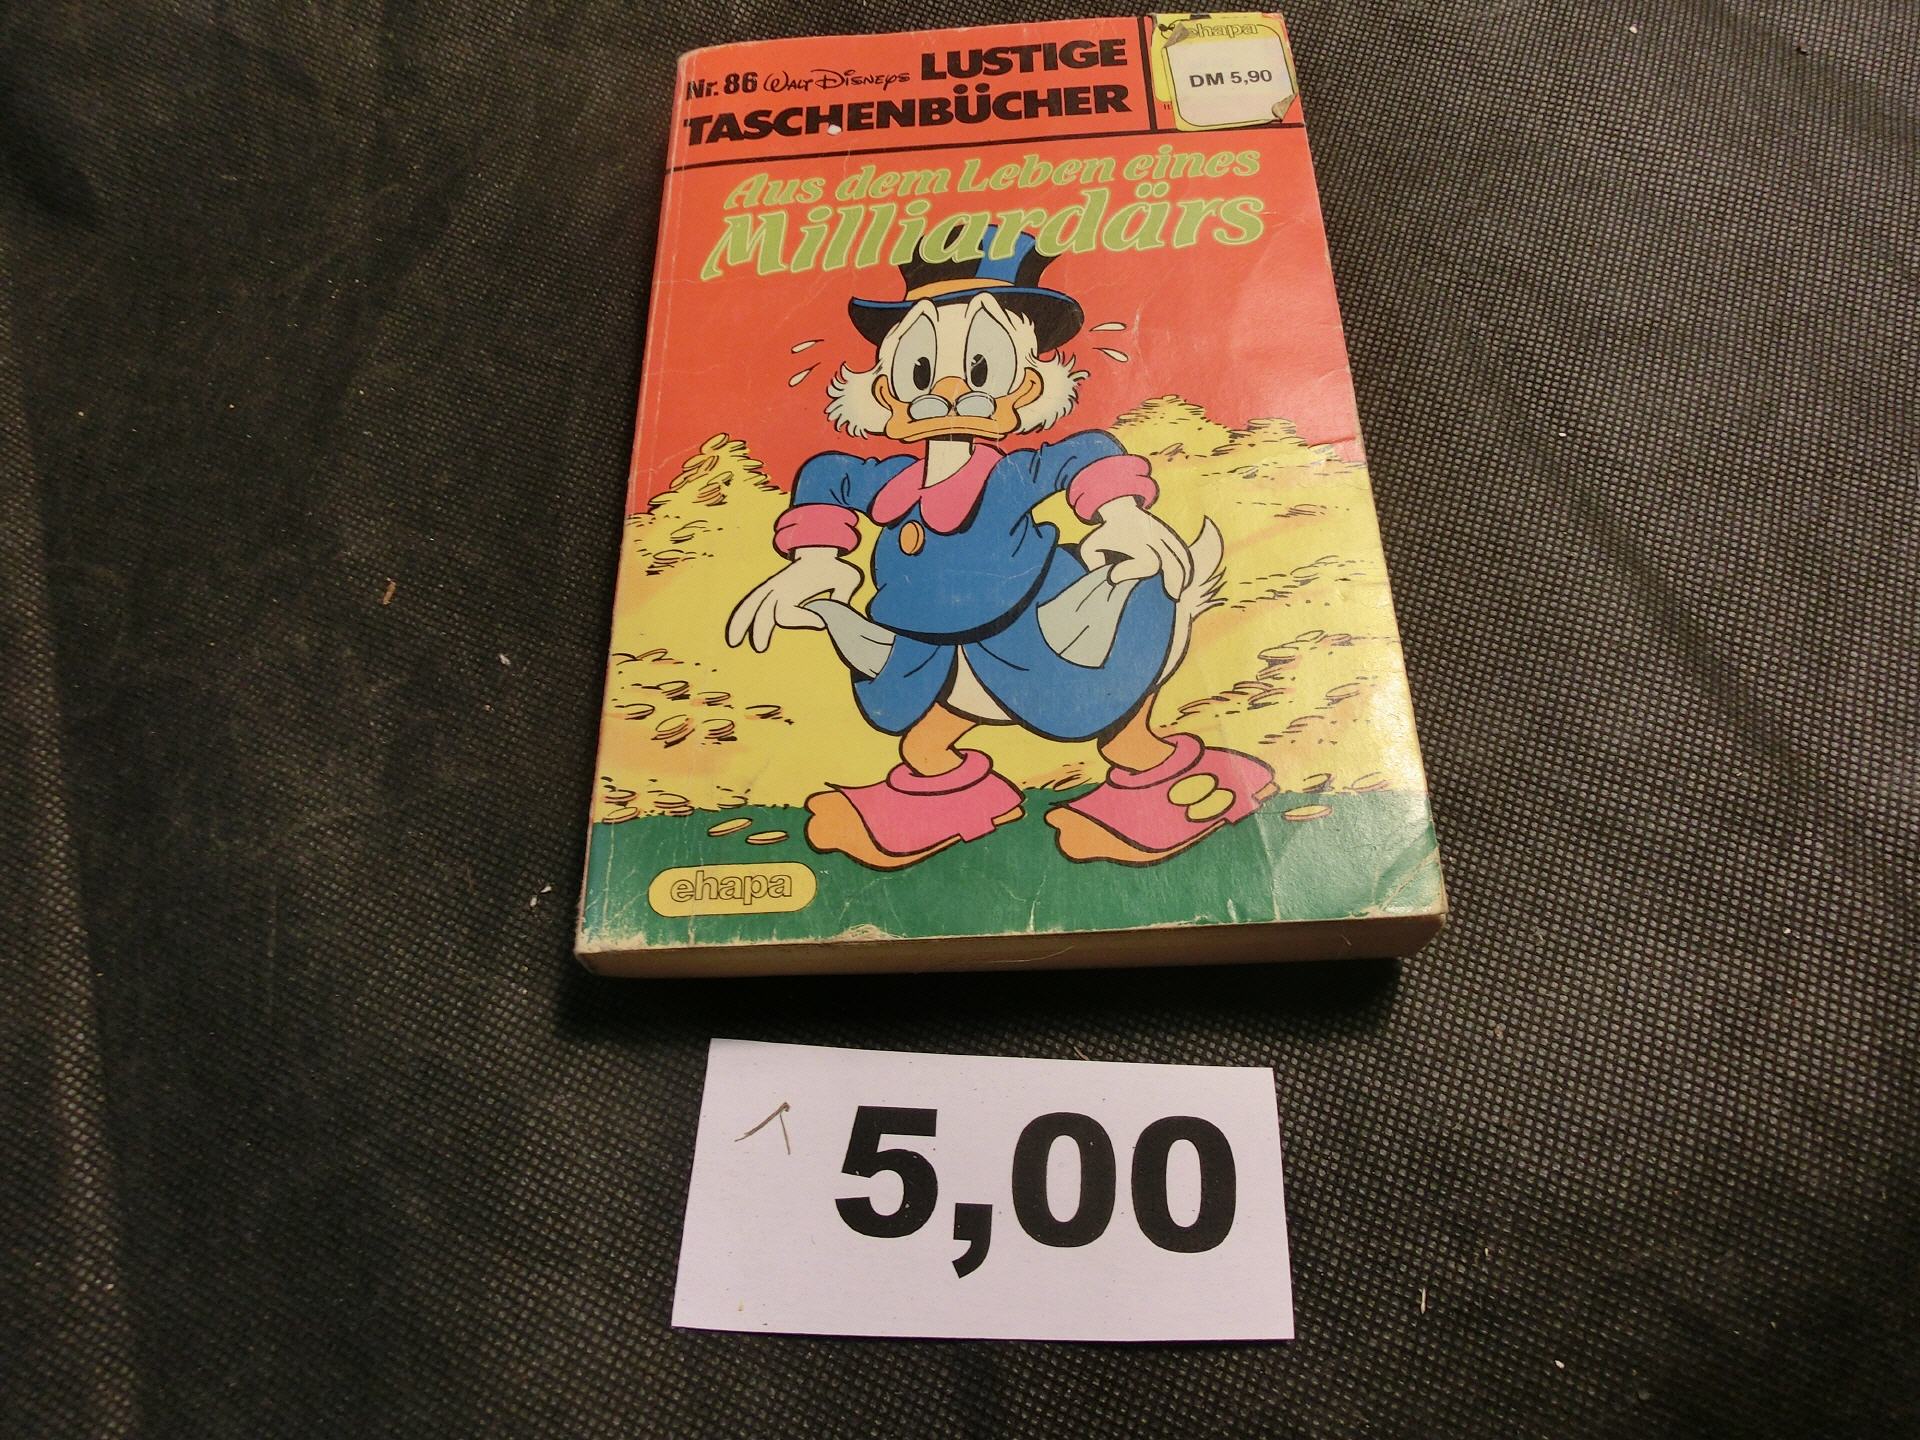 Nr. 86 WALT DISNEYS LUSTIGE
TASCHENBÜCHER
ehapa
DM 5,90
Aus dem Leben eines
Milliardärs
ehapa
5,00